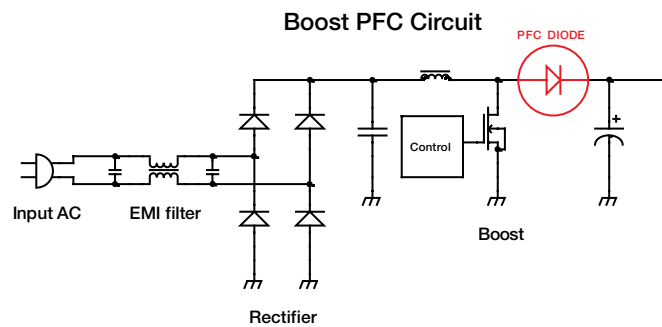 Boost PFC Circuit
PFC DIODE
+
Control
Input AC
EMI filter
Boost
Rectifier